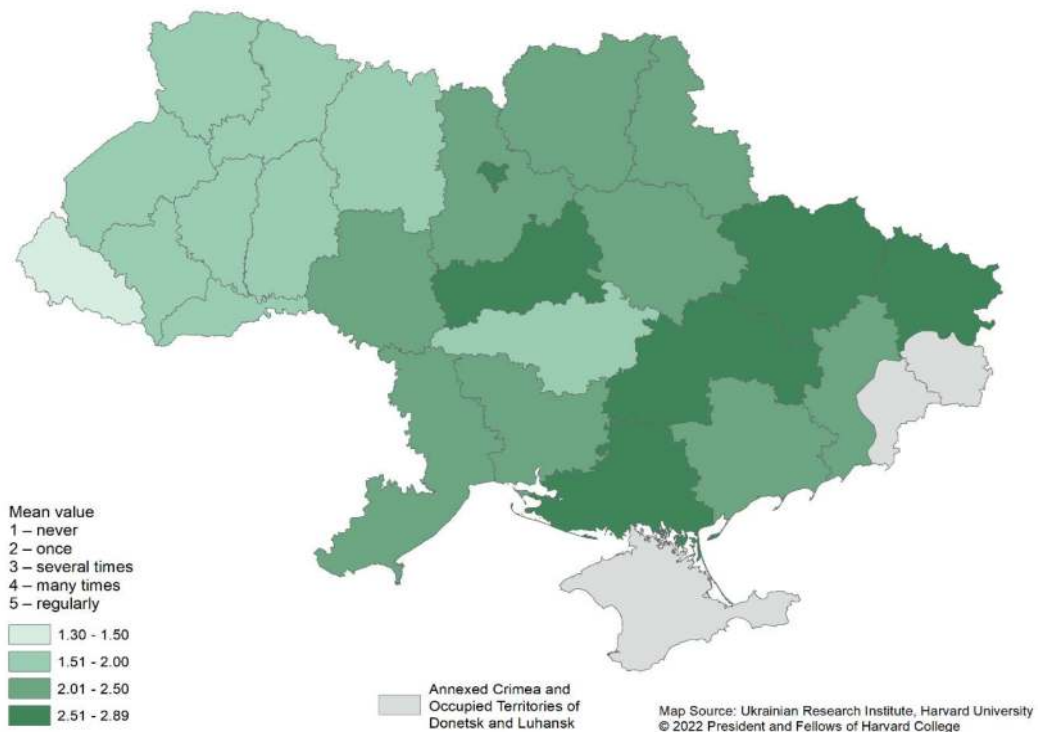 Mean value
1 – never
2 – once
3 – several times
4 – many times
5 – regularly
1.30 - 1.50
1.51 - 2.00
2.01 - 2.50
2.51 - 2.89
Annexed Crimea and
Occupied Territories of
Donetsk and Luhansk
Map Source: Ukrainian Research Institute, Harvard University
© 2022 President and Fellows of Harvard College